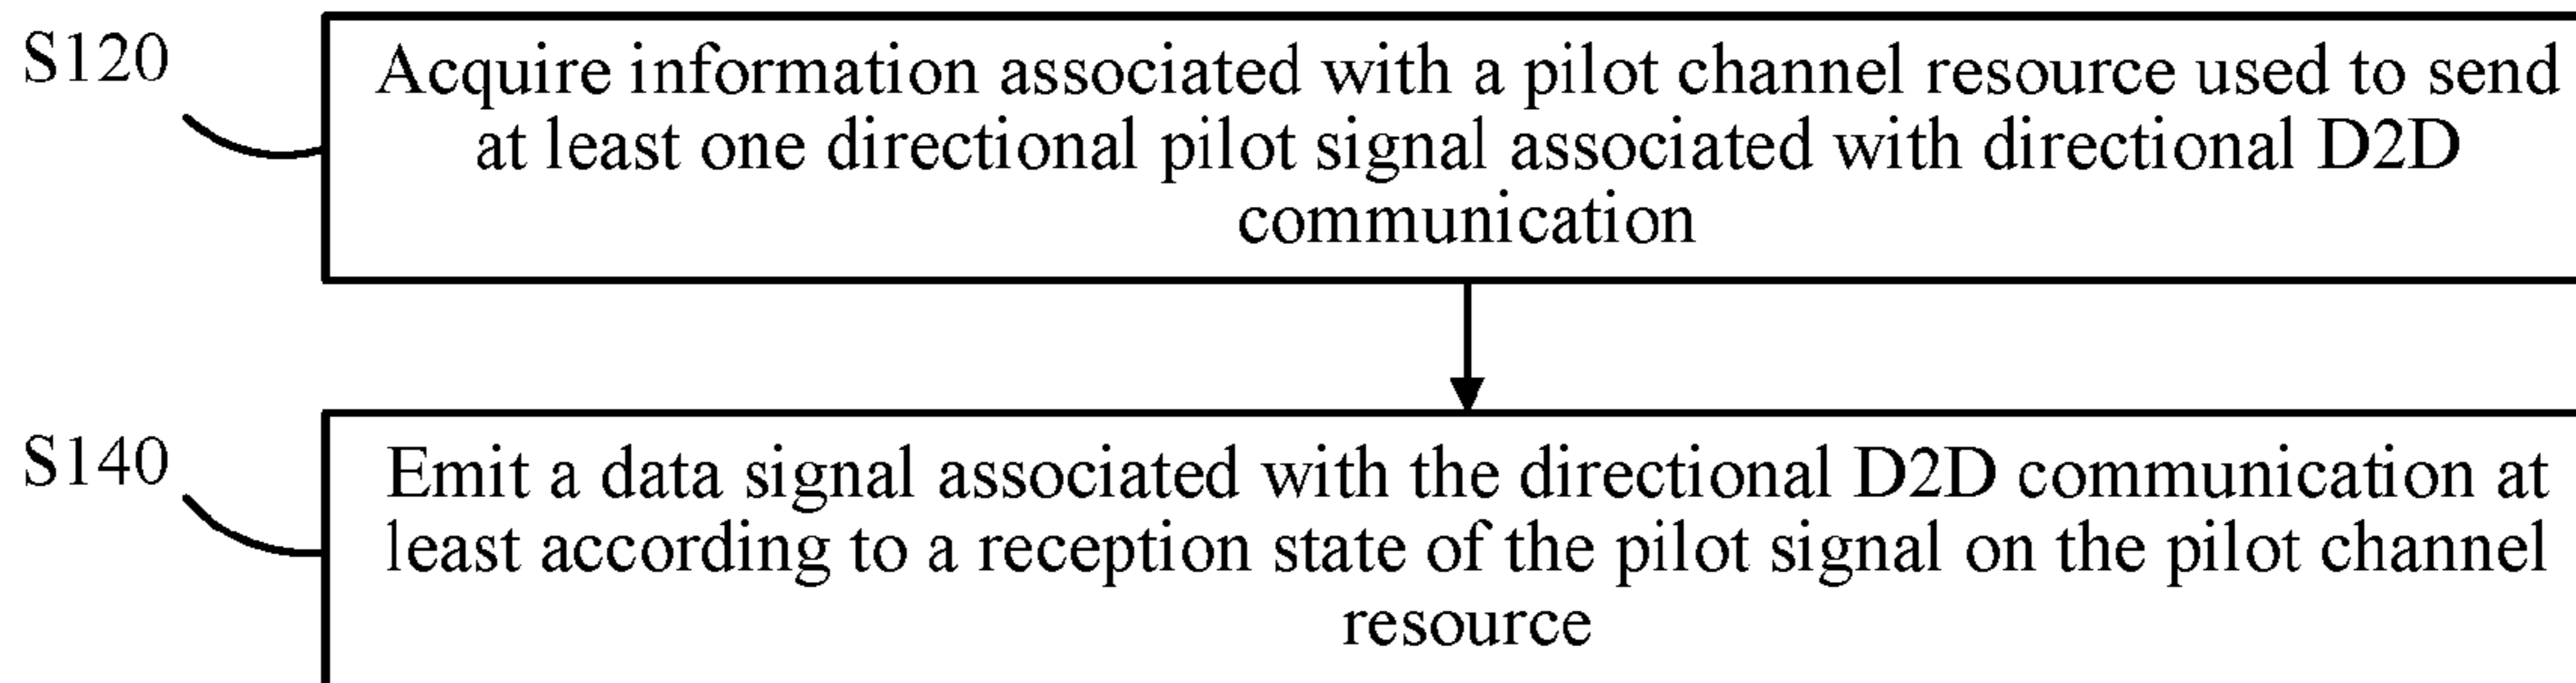 S120
Acquire information associated with a pilot channel resource used to send
at least one directional pilot signal associated with directional D2D
communication
S140
Emit a data signal associated with the directional D2D communication at
least according to a reception state of the pilot signal on the pilot channel
resource